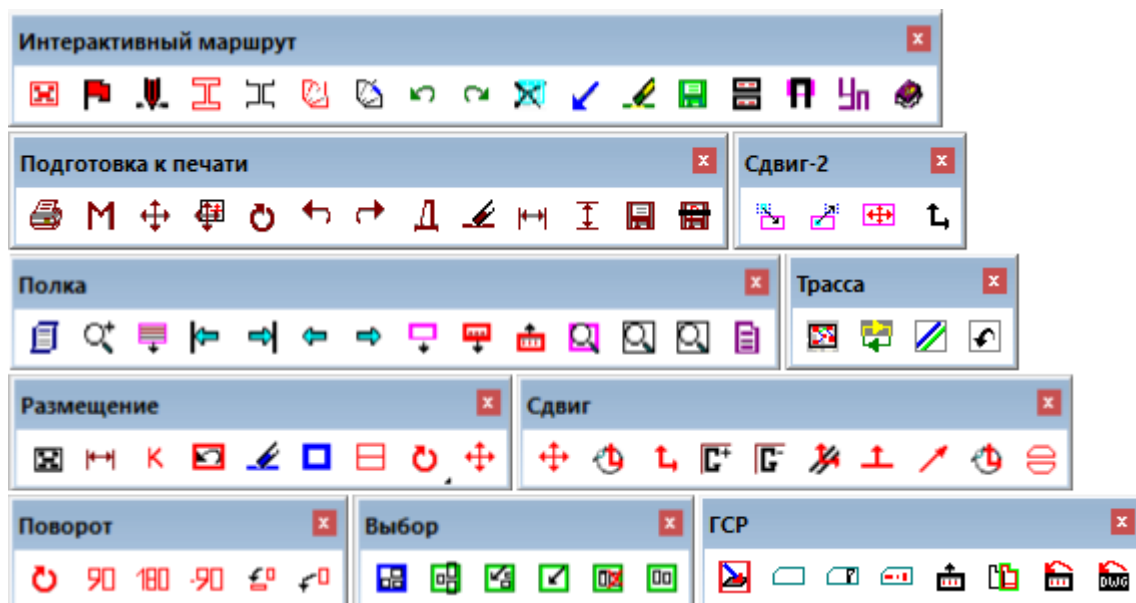 Интерактивный маршрут
Уп
Подготовка к печати
М
Д
Сдвиг-2
Полка
Трасса
Размещение
К
Сдвиг
C+
C-
Поворот
90
180
-90
Выбор
ГСР
DWG